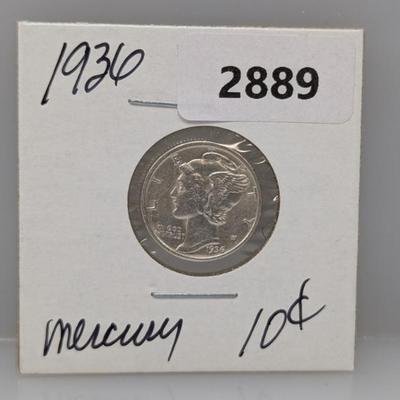 1936
2889
LIBERTY
IN GOD
WE TRUST
1936
mercury 10¢